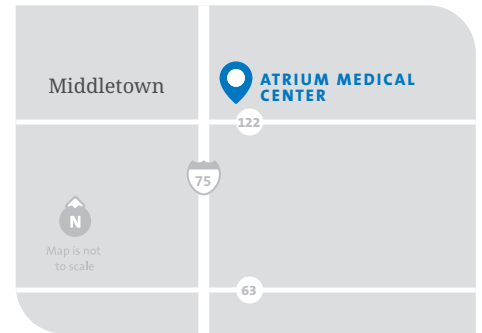 Middletown
ATRIUM MEDICAL
CENTER
122
75
N
Map is not
to scale
63